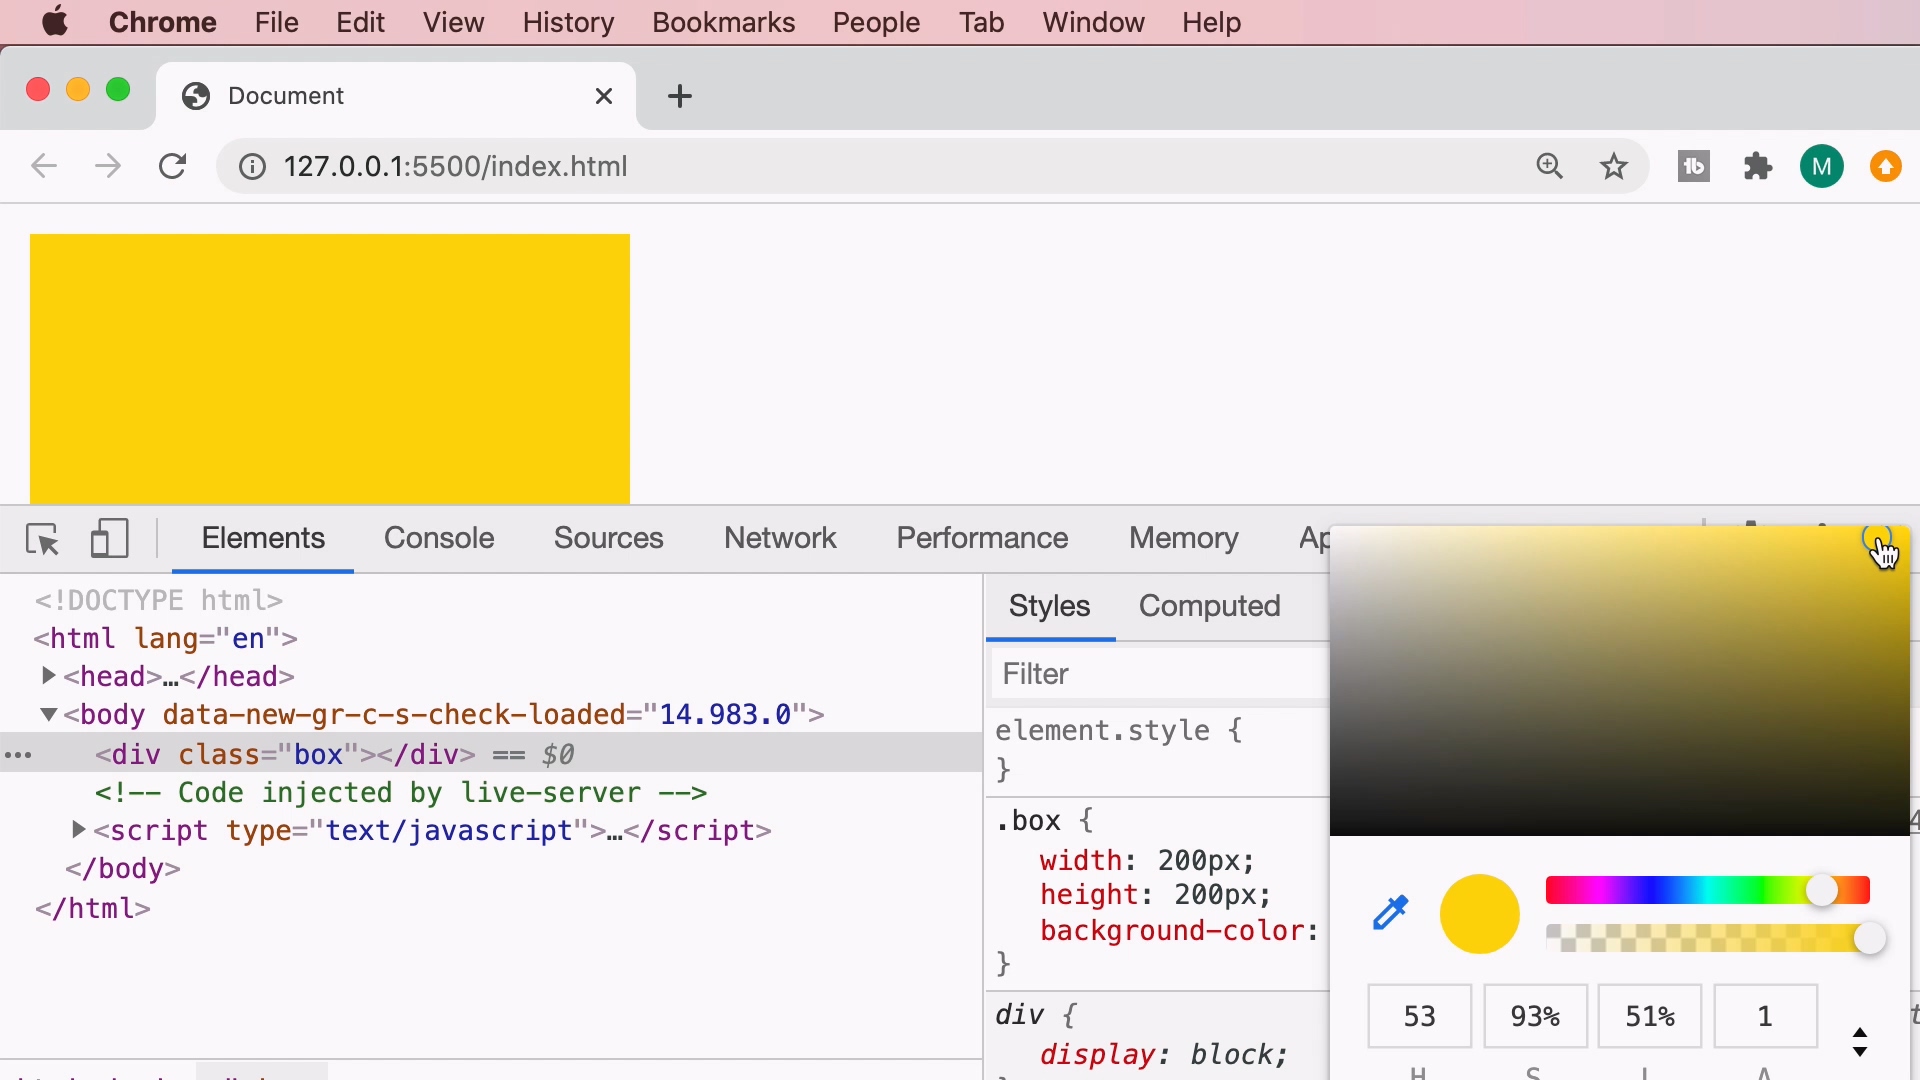 Chrome File Edit View History Bookmarks People Tab Window Help
Document
127.0.0.1:5500/index.html
M
Elements Console Sources Network Performance Memory Ap
<!DOCTYPE html>
<html lang="en">
<head>…</head>
<body data-new-gr-c-s-check-loaded="14.983.0">
<div class="box"></div> == $0
<!-- Code injected by live-server -->
<script type="text/javascript">…</script>
</body>
</html>
Styles Computed
Filter
element.style {
}
.box {
width: 200px;
height: 200px;
background-color:
}
div {
display: block;
53 93% 51% 1
H S L A